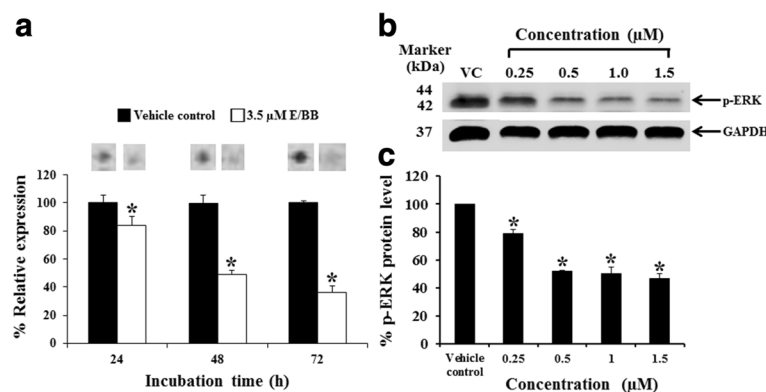 a
Vehicle control 3.5 µM E/BB
% Relative expression
120
100
80
60
40
20
0
* * *
24 48 72
Incubation time (h)
b
Concentration (µM)
Marker
(kDa)
VC 0.25 0.5 1.0 1.5
44
42
p-ERK
37
GAPDH
c
% p-ERK protein level
120
100
80
60
40
20
0
* * * *
Vehicle
control
0.25 0.5 1 1.5
Concentration (µM)